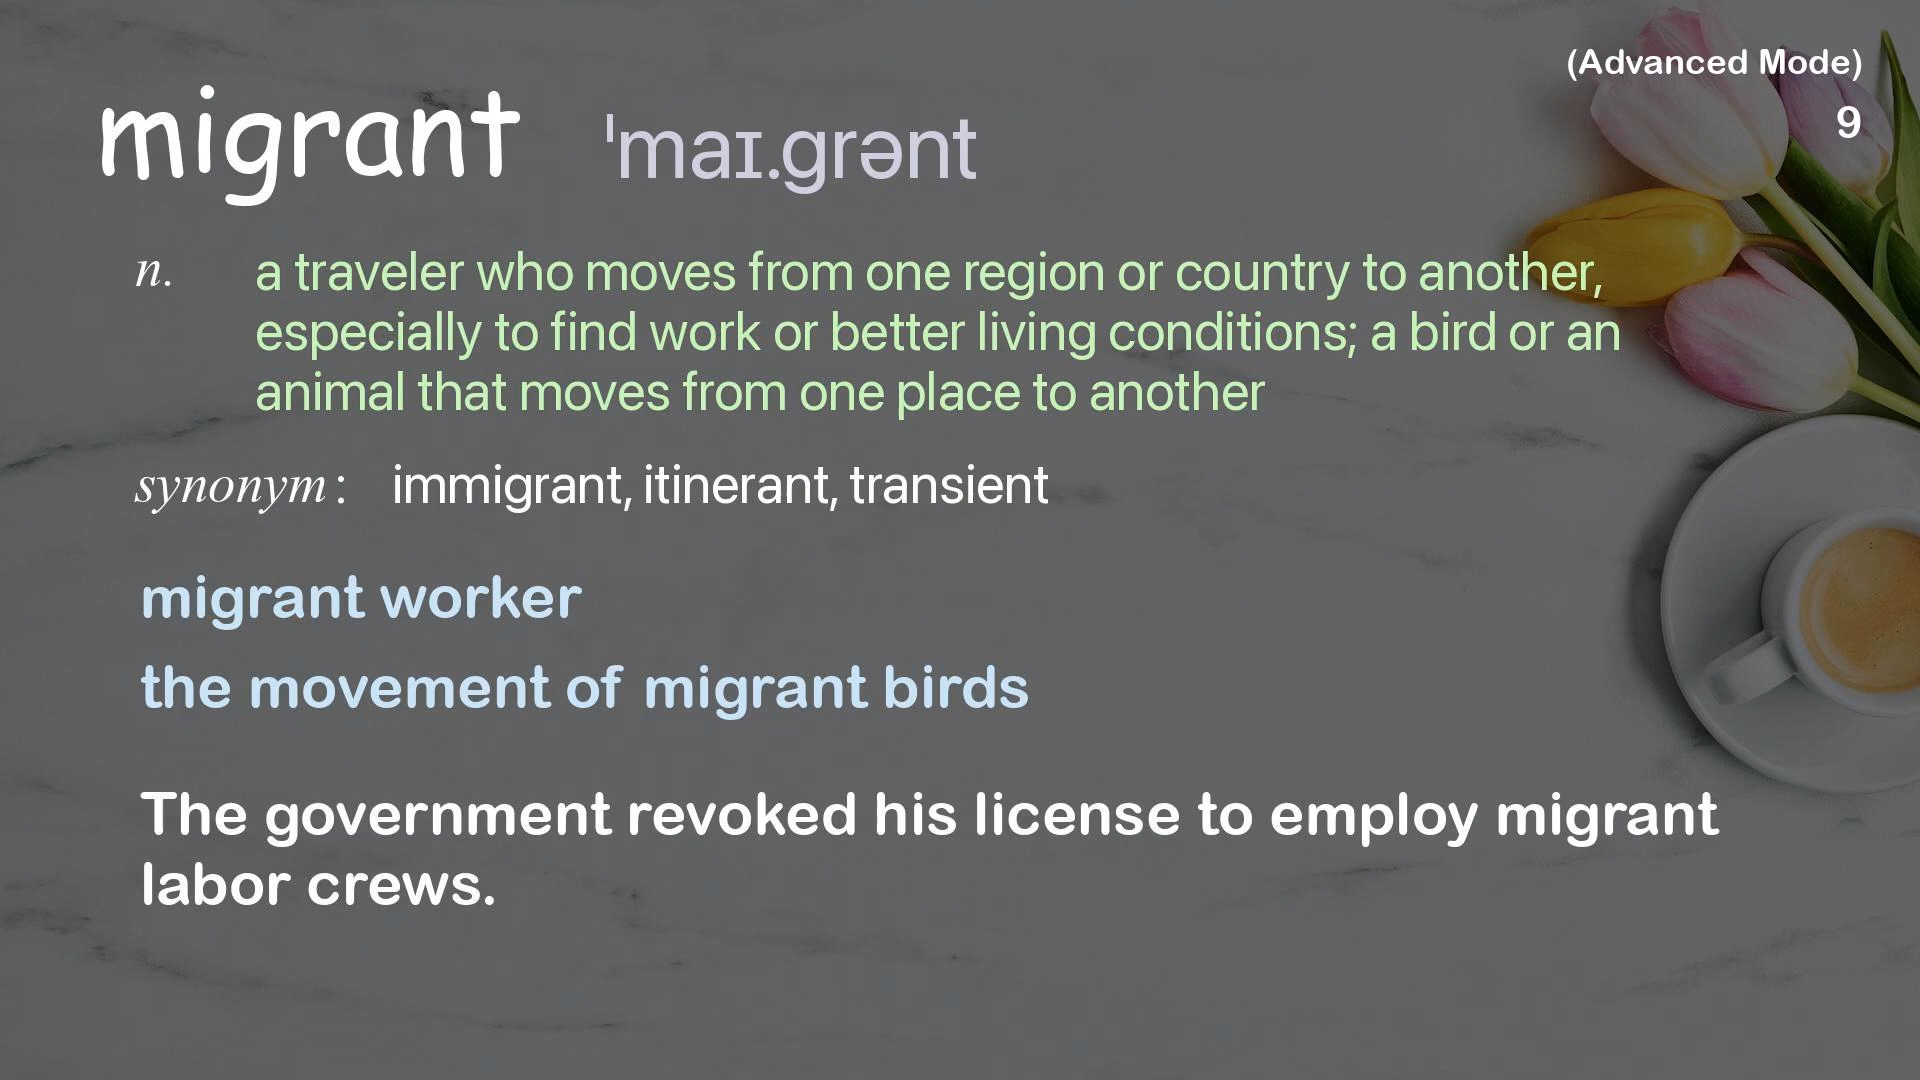 (Advanced Mode)
migrant ˈmaɪ.grənt
9
n. a traveler who moves from one region or country to another,
especially to find work or better living conditions; a bird or an
animal that moves from one place to another
synonym: immigrant, itinerant, transient
migrant worker
the movement of migrant birds
The government revoked his license to employ migrant
labor crews.